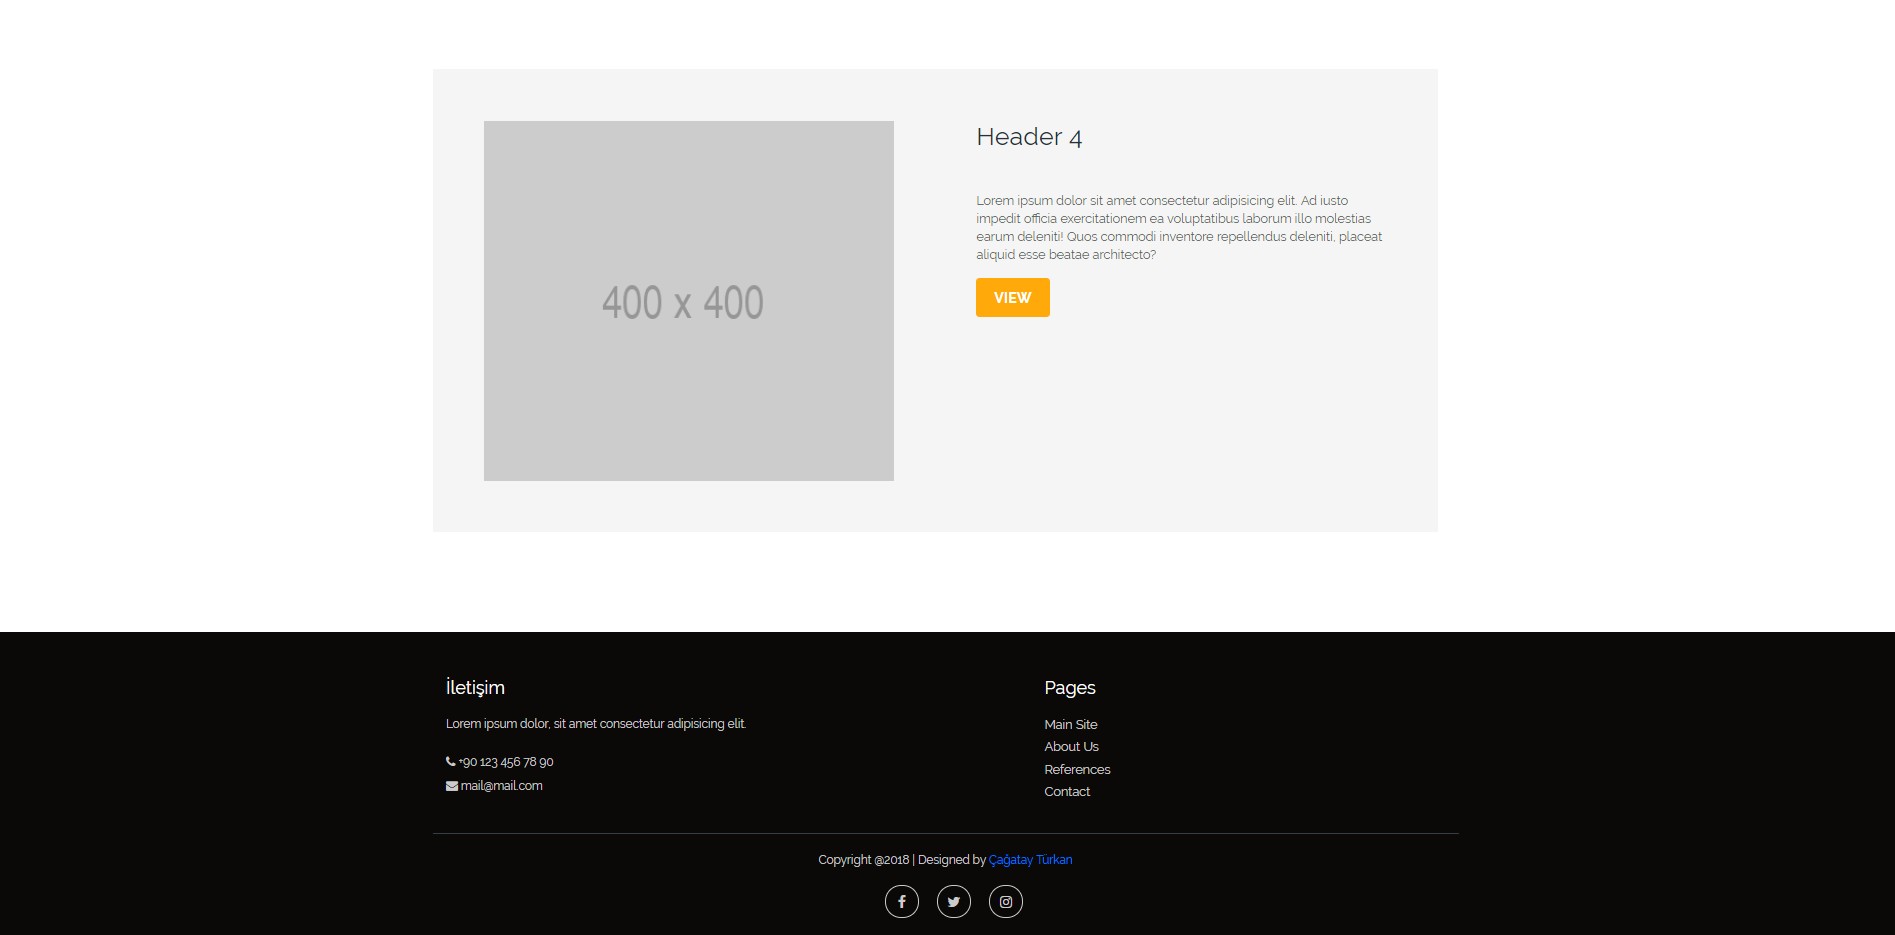 400 x 400
Header 4
Lorem ipsum dolor sit amet consectetur adipisicing elit. Ad iusto
impedit officia exercitationem ea voluptatibus laborum illo molestias
earum deleniti! Quos commodi inventore repellendus deleniti, placeat
aliquid esse beatae architecto?
VIEW
İletişim
Lorem ipsum dolor, sit amet consectetur adipisicing elit.
+90 123 456 78 90
mail@mail.com
Pages
Main Site
About Us
References
Contact
Copyright @2018 | Designed by Çağatay Türkan